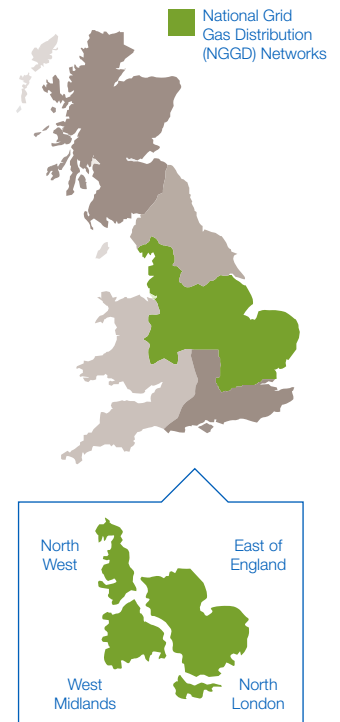 National Grid
Gas Distribution
(NGGD) Networks
North
West
East of
England
West
Midlands
North
London